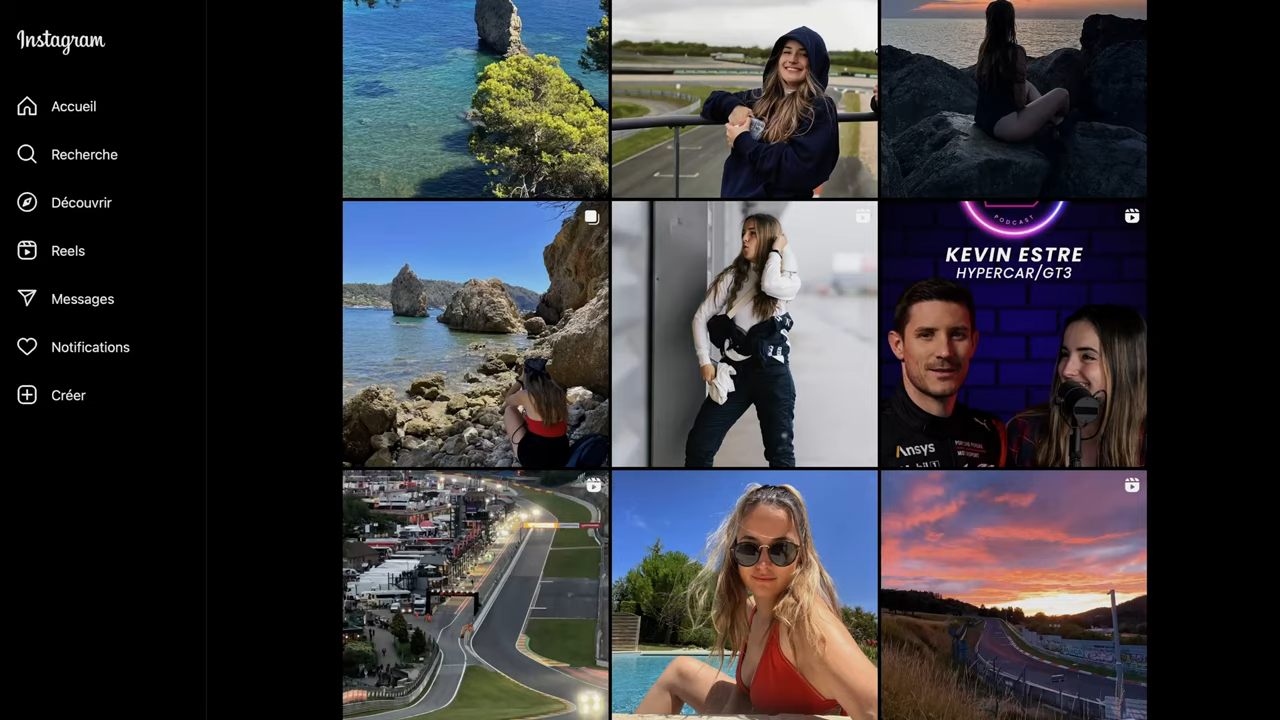 Instagram
Accueil
Recherche
Découvrir
Reels
Messages
Notifications
Créer
PODCAST
KEVIN ESTRE
HYPERCAR/GT3
Ansys